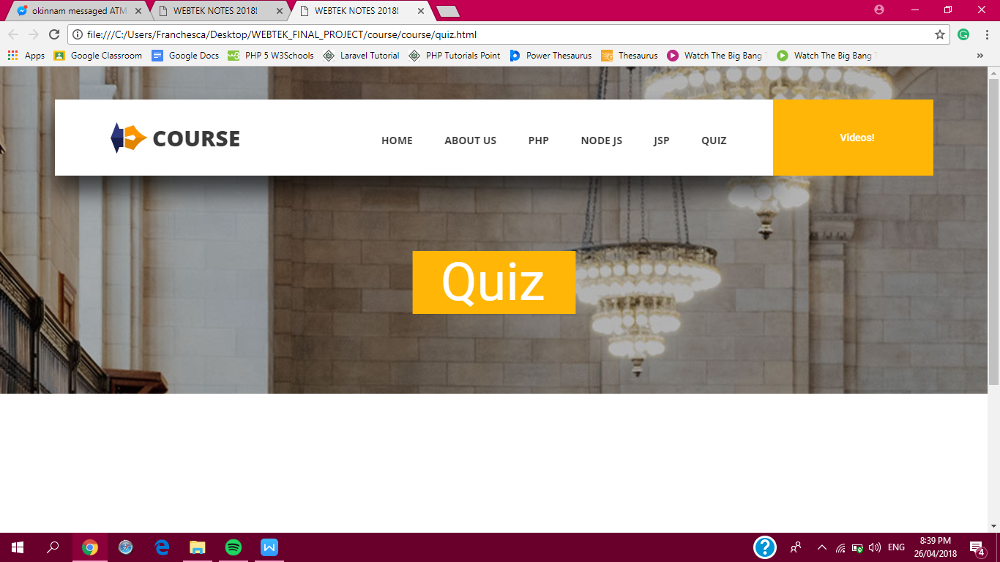 okinnam messaged ATM
WEBTEK NOTES 2018!
WEBTEK NOTES 2018!
file:///C:/Users/Franchesca/Desktop/WEBTEK_FINAL_PROJECT/course/course/quiz.html
Apps
Google Classroom
Google Docs
PHP 5 W3Schools
Laravel Tutorial
PHP Tutorials Point
Power Thesaurus
Thesaurus
Watch The Big Bang
Watch The Big Bang
COURSE
HOME
ABOUT US
PHP
NODE JS
JSP
QUIZ
Videos!
Quiz
ENG
8:39 PM
26/04/2018
4